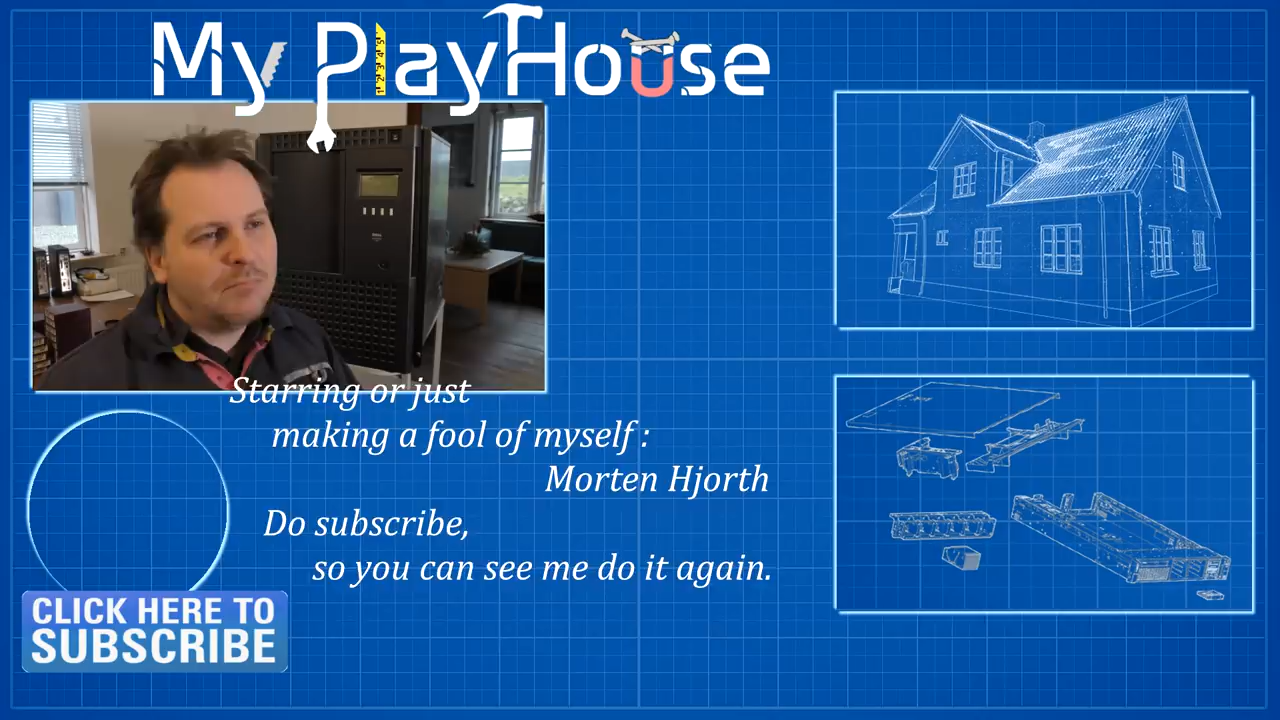 My PlayHouse
Starring or just
making a fool of myself :
Morten Hjorth
Do subscribe,
so you can see me do it again.
CLICK HERE TO
SUBSCRIBE